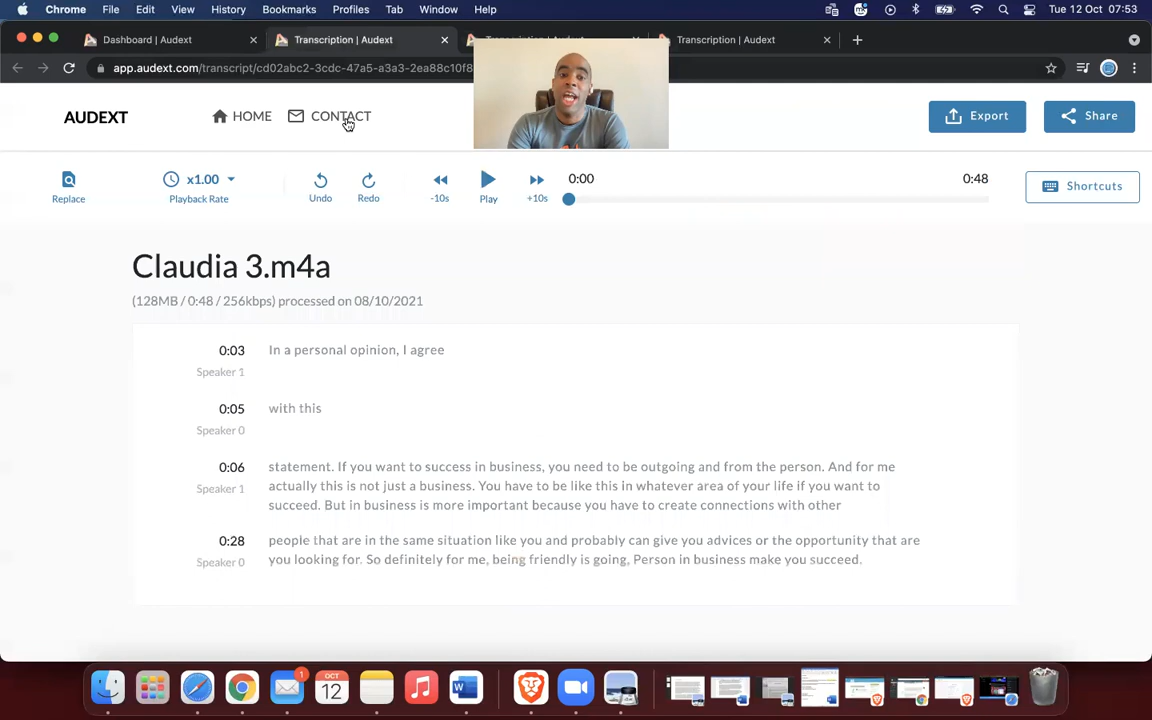 Chrome File Edit View History Bookmarks Profiles Tab Window Help Tue 12 Oct 07:53
Dashboard | Audext Transcription | Audext Transcription | Audext
app.audext.com/transcript/cd02abc2-3cdc-47a5-a3a3-2ea88c10f8
AUDEXT HOME CONTACT Export Share
x1.00 0:00 0:48 Shortcuts
Replace Playback Rate Undo Redo -10s Play +10s
Claudia 3.m4a
(128MB / 0:48 / 256kbps) processed on 08/10/2021
0:03 In a personal opinion, I agree
Speaker 1
0:05 with this
Speaker 0
0:06 statement. If you want to success in business, you need to be outgoing and from the person. And for me
Speaker 1 actually this is not just a business. You have to be like this in whatever area of your life if you want to
succeed. But in business is more important because you have to create connections with other
0:28 people that are in the same situation like you and probably can give you advices or the opportunity that are
Speaker 0 you looking for. So definitely for me, being friendly is going, Person in business make you succeed.
1
OCT
12